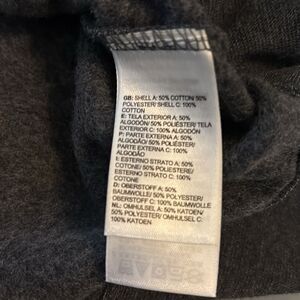 GB: SHELL A: 50% COTTON/ 50%
POLYESTER/ SHELL C: 100%
COTTON
E: TELA EXTERIOR A: 50%
ALGODÓN/ 50% POLIÉSTER/ TELA
EXTERIOR C: 100% ALGODÓN
P: PARTE EXTERNA A: 50%
ALGODÃO/ 50% POLIÉSTER/
PARTE EXTERNA C: 100%
ALGODÃO
I: ESTERNO STRATO A: 50%
COTONE/ 50% POLIESTERE/
ESTERNO STRATO C: 100%
COTONE
D: OBERSTOFF A: 50%
BAUMWOLLE/ 50% POLYESTER/
OBERSTOFF C: 100%
BAUMWOLLE
NL: OMHULSEL A: 50% KATOEN/
50% POLYESTER/ OMHULSEL C:
100% KATOEN